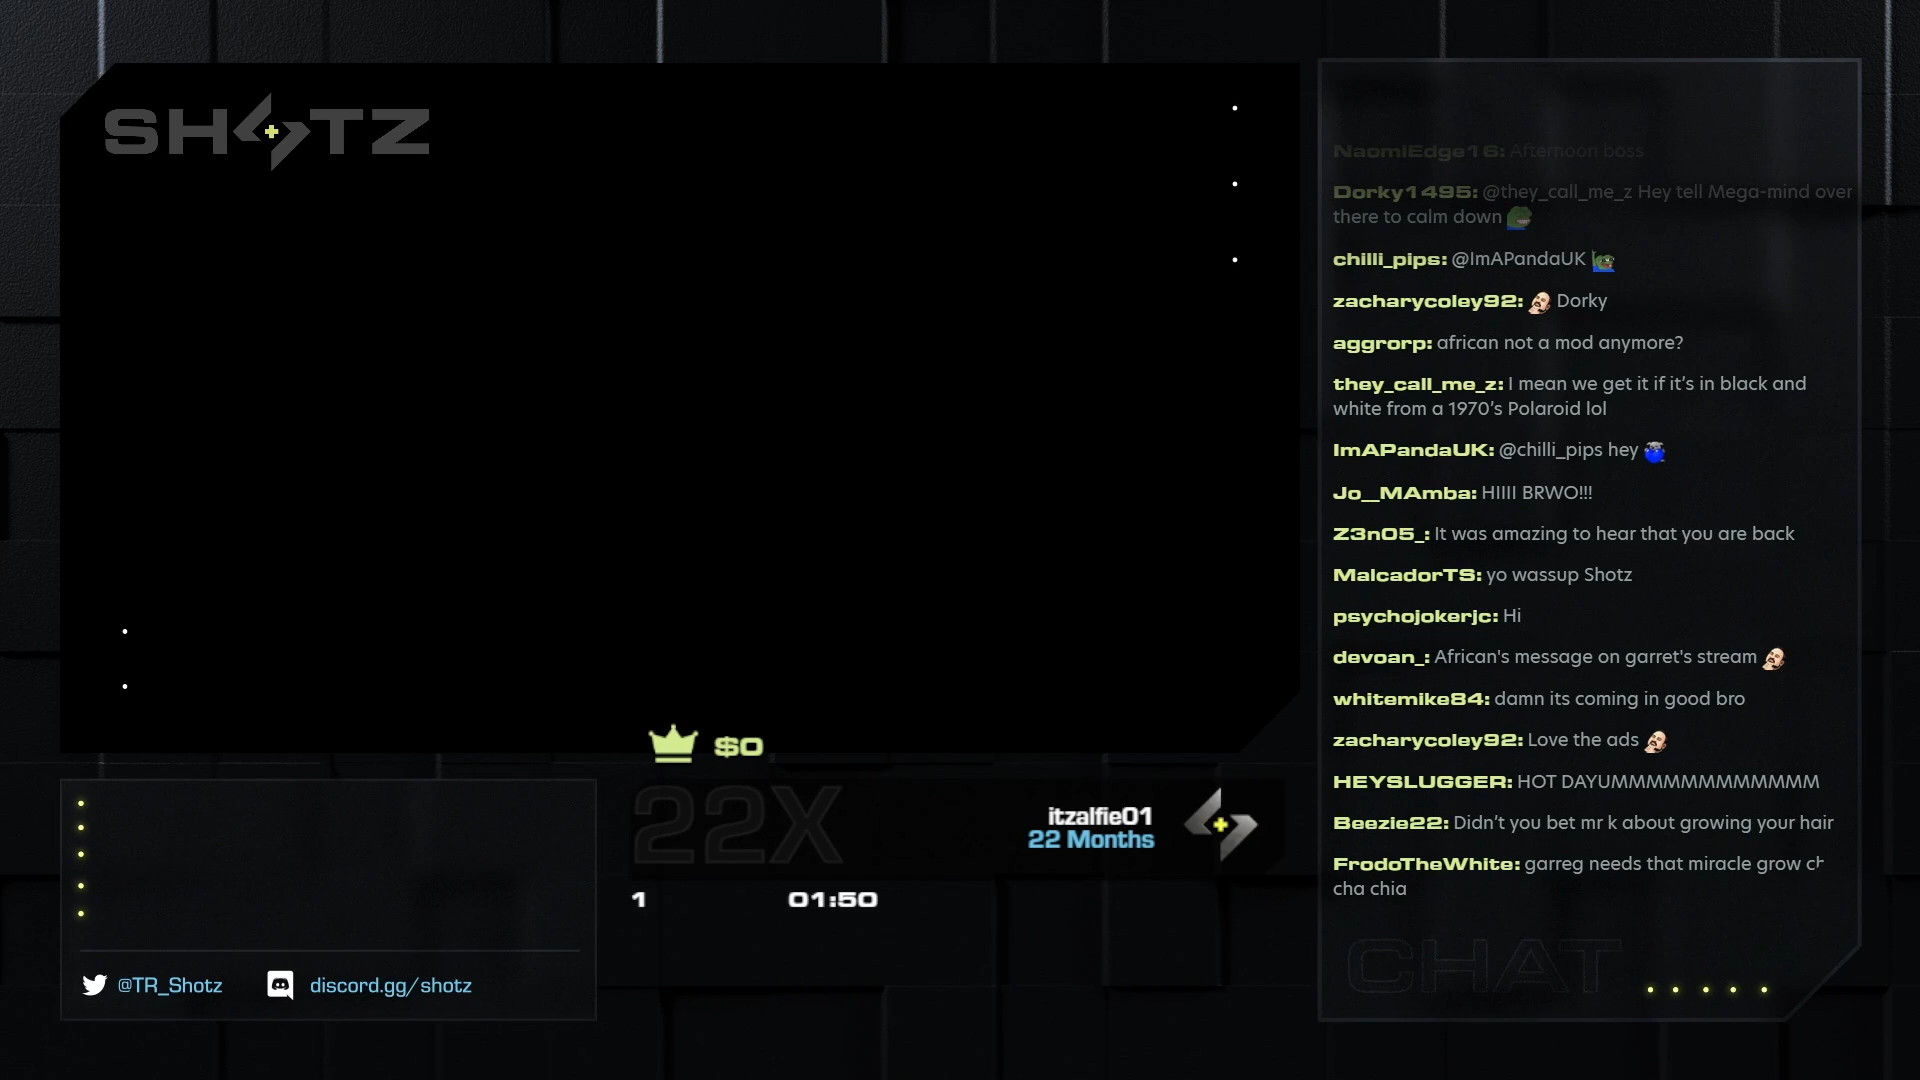 SHOTZ
NaomiEdge16: Afternoon boss
Dorky1495: @they_call_me_z Hey tell Mega-mind over
there to calm down
chilli_pips: @ImAPandaUK
zacharycoley92: Dorky
aggrorp: african not a mod anymore?
they_call_me_z: I mean we get it if it's in black and
white from a 1970's Polaroid lol
ImAPandaUK: @chilli_pips hey
Jo__MAmba: HIIII BRWO!!!
Z3n05_: It was amazing to hear that you are back
MalcadorTS: yo wassup Shotz
psychojokerjc: Hi
devoan_: African's message on garret's stream
whitemike84: damn its coming in good bro
zacharycoley92: Love the ads
HEYSLUGGER: HOT DAYUMMMMMMMMMMMM
Beezie22: Didn't you bet mr k about growing your hair
FrodoTheWhite: garreg needs that miracle grow ch
cha chia
CHAT
$0
22X
itzalfie01
22 Months
1 01:50
@TR_Shotz discord.gg/shotz